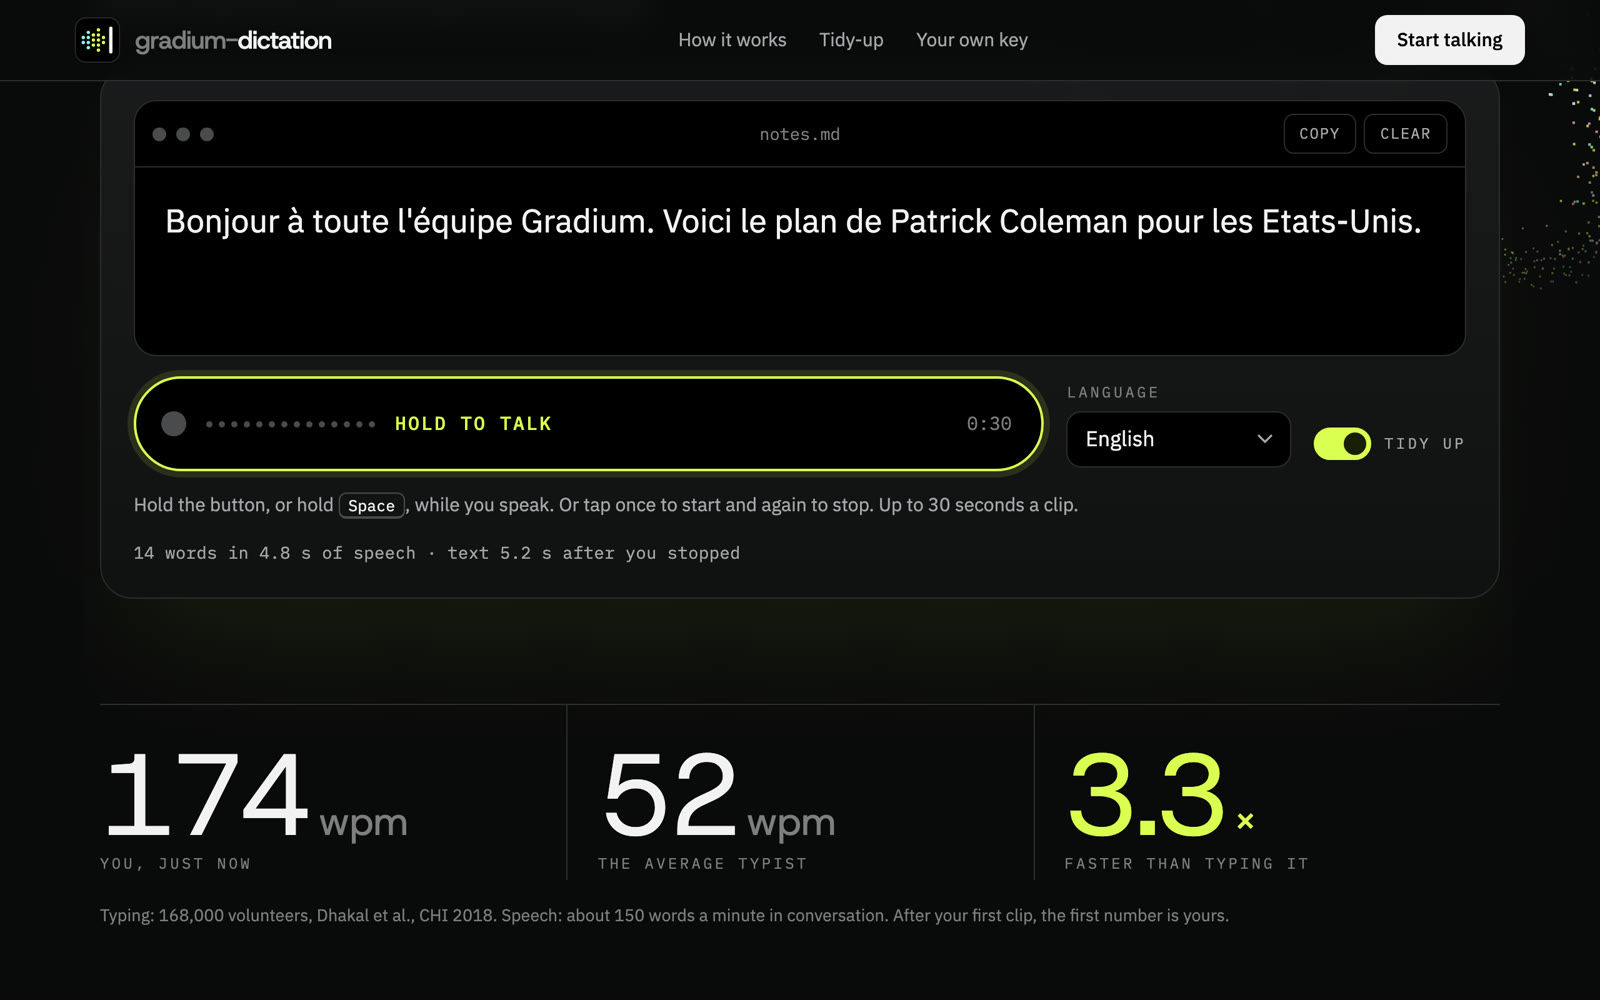 gradium-dictation
How it works
Tidy-up
Your own key
Start talking
notes.md
COPY
CLEAR
Bonjour à toute l'équipe Gradium. Voici le plan de Patrick Coleman pour les Etats-Unis.
HOLD TO TALK
0:30
LANGUAGE
English
TIDY UP
Hold the button, or hold Space, while you speak. Or tap once to start and again to stop. Up to 30 seconds a clip.
14 words in 4.8 s of speech · text 5.2 s after you stopped
174 wpm
YOU, JUST NOW
52 wpm
THE AVERAGE TYPIST
3.3×
FASTER THAN TYPING IT
Typing: 168,000 volunteers, Dhakal et al., CHI 2018. Speech: about 150 words a minute in conversation. After your first clip, the first number is yours.